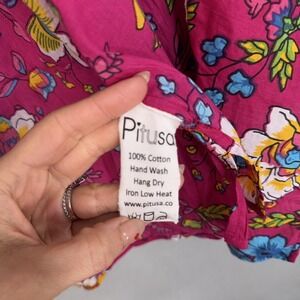 Pitusa
100% Cotton
Hand Wash
Hang Dry
Iron Low Heat
www.pitusa.co